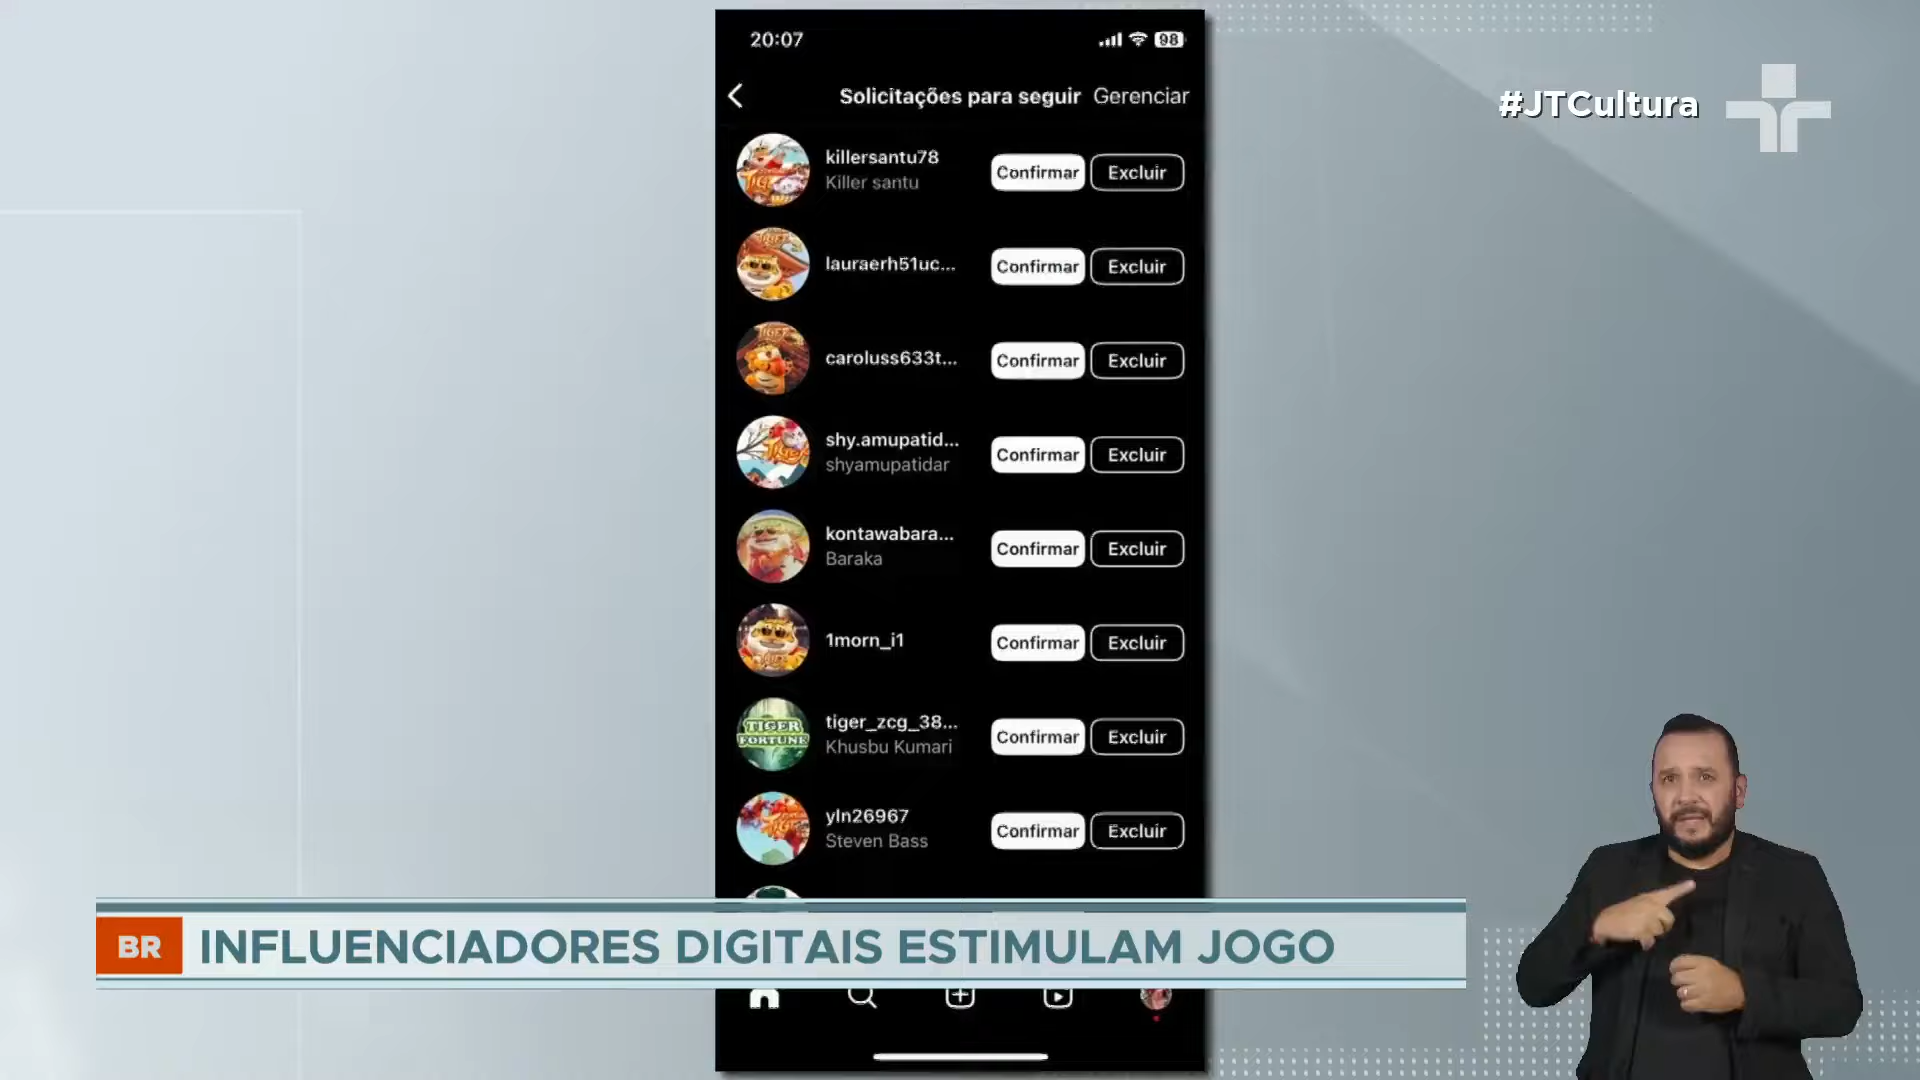 20:07
98
Solicitações para seguir Gerenciar
#JTCultura
killersantu78
Killer santu
Confirmar Excluir
lauraerh51uc...
Confirmar Excluir
caroluss633t...
Confirmar Excluir
shy.amupatid...
shyamupatidar
Confirmar Excluir
kontawabara...
Baraka
Confirmar Excluir
1morn_i1
Confirmar Excluir
TIGER
FORTUNE
tiger_zcg_38...
Khusbu Kumari
Confirmar Excluir
yln26967
Steven Bass
Confirmar Excluir
BR INFLUENCIADORES DIGITAIS ESTIMULAM JOGO